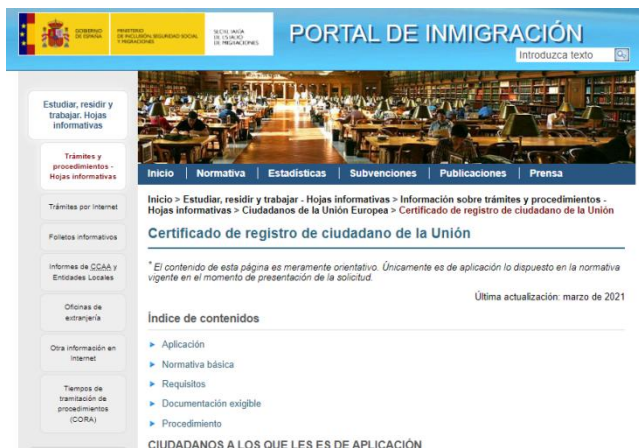 GOBIERNO
DE ESPAÑA
MINISTERIO
DE INCLUSIÓN, SEGURIDAD SOCIAL
Y MIGRACIONES
SECRETARÍA
DE ESTADO
DE MIGRACIONES
PORTAL DE INMIGRACIÓN
Introduzca texto
Estudiar, residir y
trabajar. Hojas
informativas
Trámites y
procedimientos -
Hojas informativas
Trámites por Internet
Folletos informativos
Informes de CCAA y
Entidades Locales
Oficinas de
extranjería
Otra información en
Internet
Tiempos de
tramitación de
procedimientos
(CORA)
Inicio | Normativa | Estadísticas | Subvenciones | Publicaciones | Prensa
Inicio > Estudiar, residir y trabajar - Hojas informativas > Información sobre trámites y procedimientos -
Hojas informativas > Ciudadanos de la Unión Europea > Certificado de registro de ciudadano de la Unión
Certificado de registro de ciudadano de la Unión
* El contenido de esta página es meramente orientativo. Únicamente es de aplicación lo dispuesto en la normativa
vigente en el momento de presentación de la solicitud.
Última actualización: marzo de 2021
Índice de contenidos
Aplicación
Normativa básica
Requisitos
Documentación exigible
Procedimiento
CIUDADANOS A LOS QUE LES ES DE APLICACIÓN